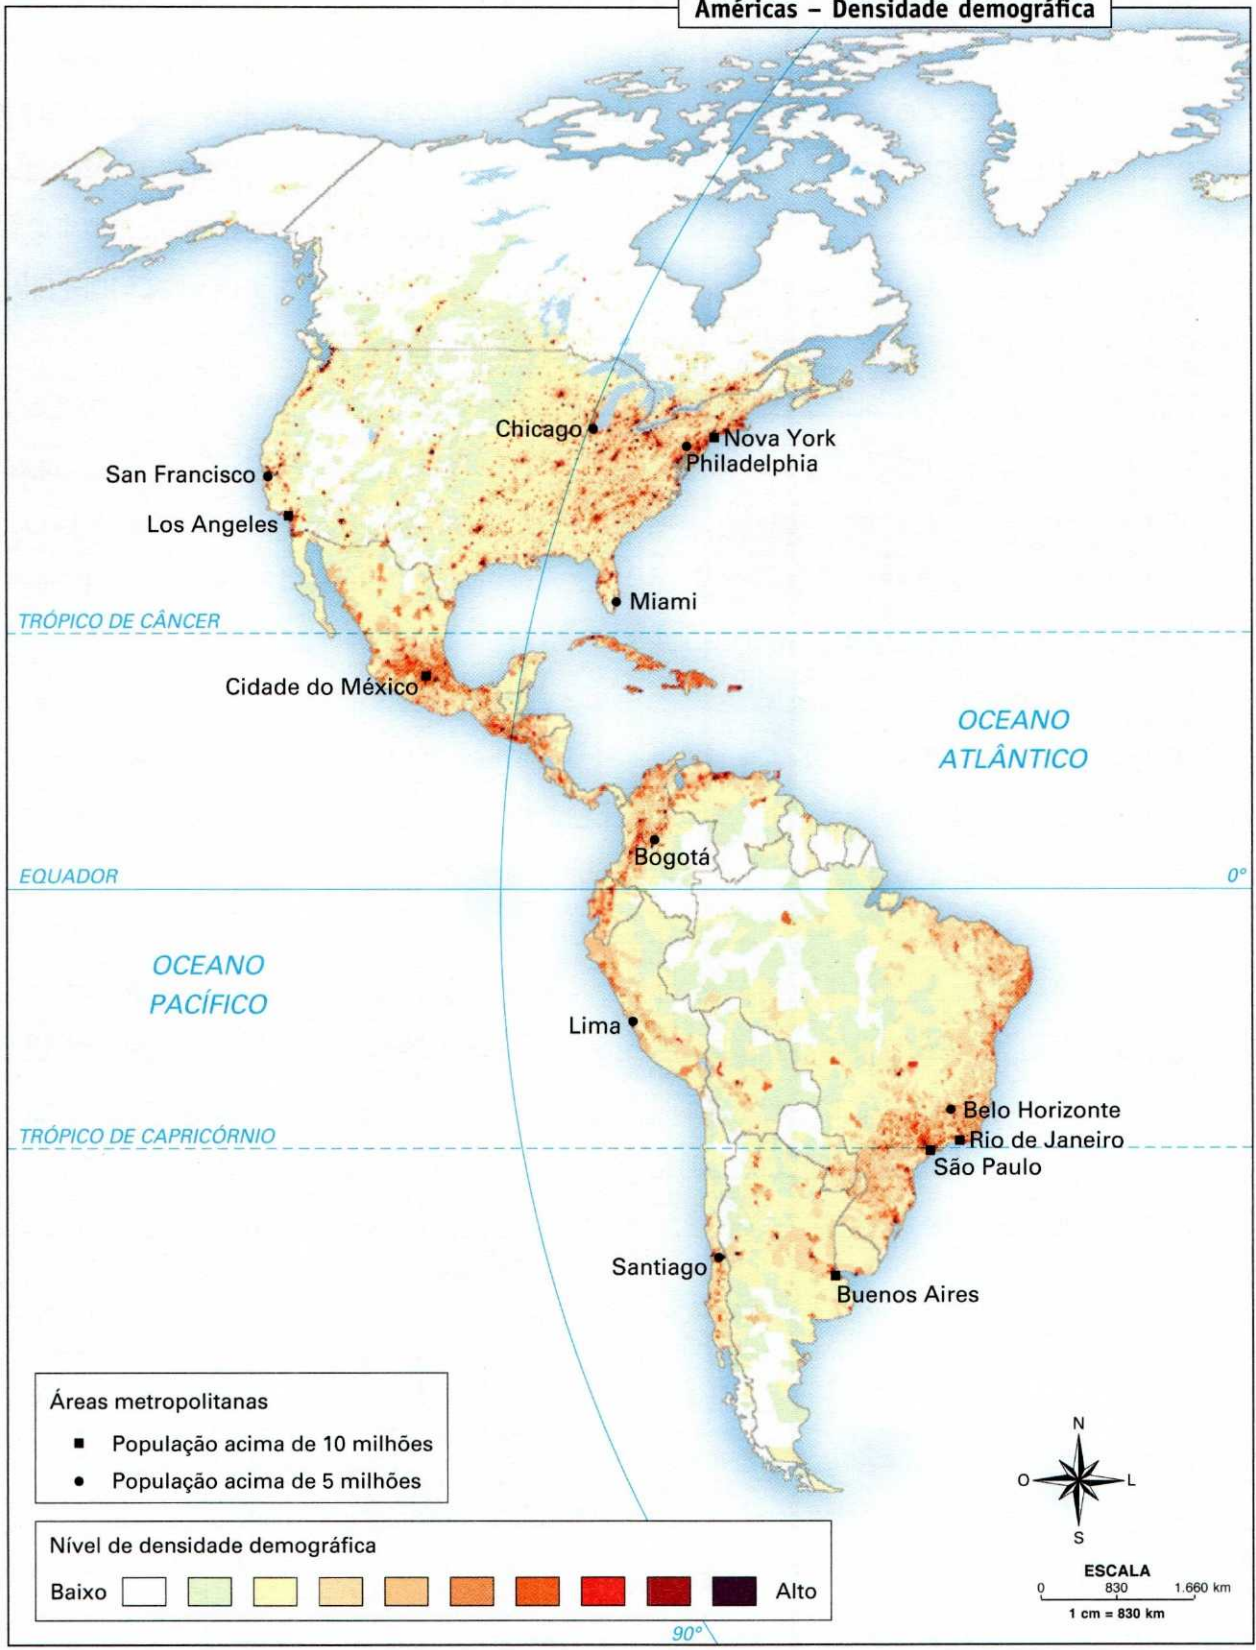 Américas – Densidade demográfica
Chicago
Nova York
Philadelphia
San Francisco
Los Angeles
Miami
TRÓPICO DE CÂNCER
Cidade do México
OCEANO
ATLÂNTICO
Bogotá
EQUADOR
0°
OCEANO
PACÍFICO
Lima
Belo Horizonte
TRÓPICO DE CAPRICÓRNIO
Rio de Janeiro
São Paulo
Santiago
Buenos Aires
Áreas metropolitanas
População acima de 10 milhões
População acima de 5 milhões
N
O
L
S
Nível de densidade demográfica
Baixo
Alto
ESCALA
0 830 1.660 km
1 cm = 830 km
90°